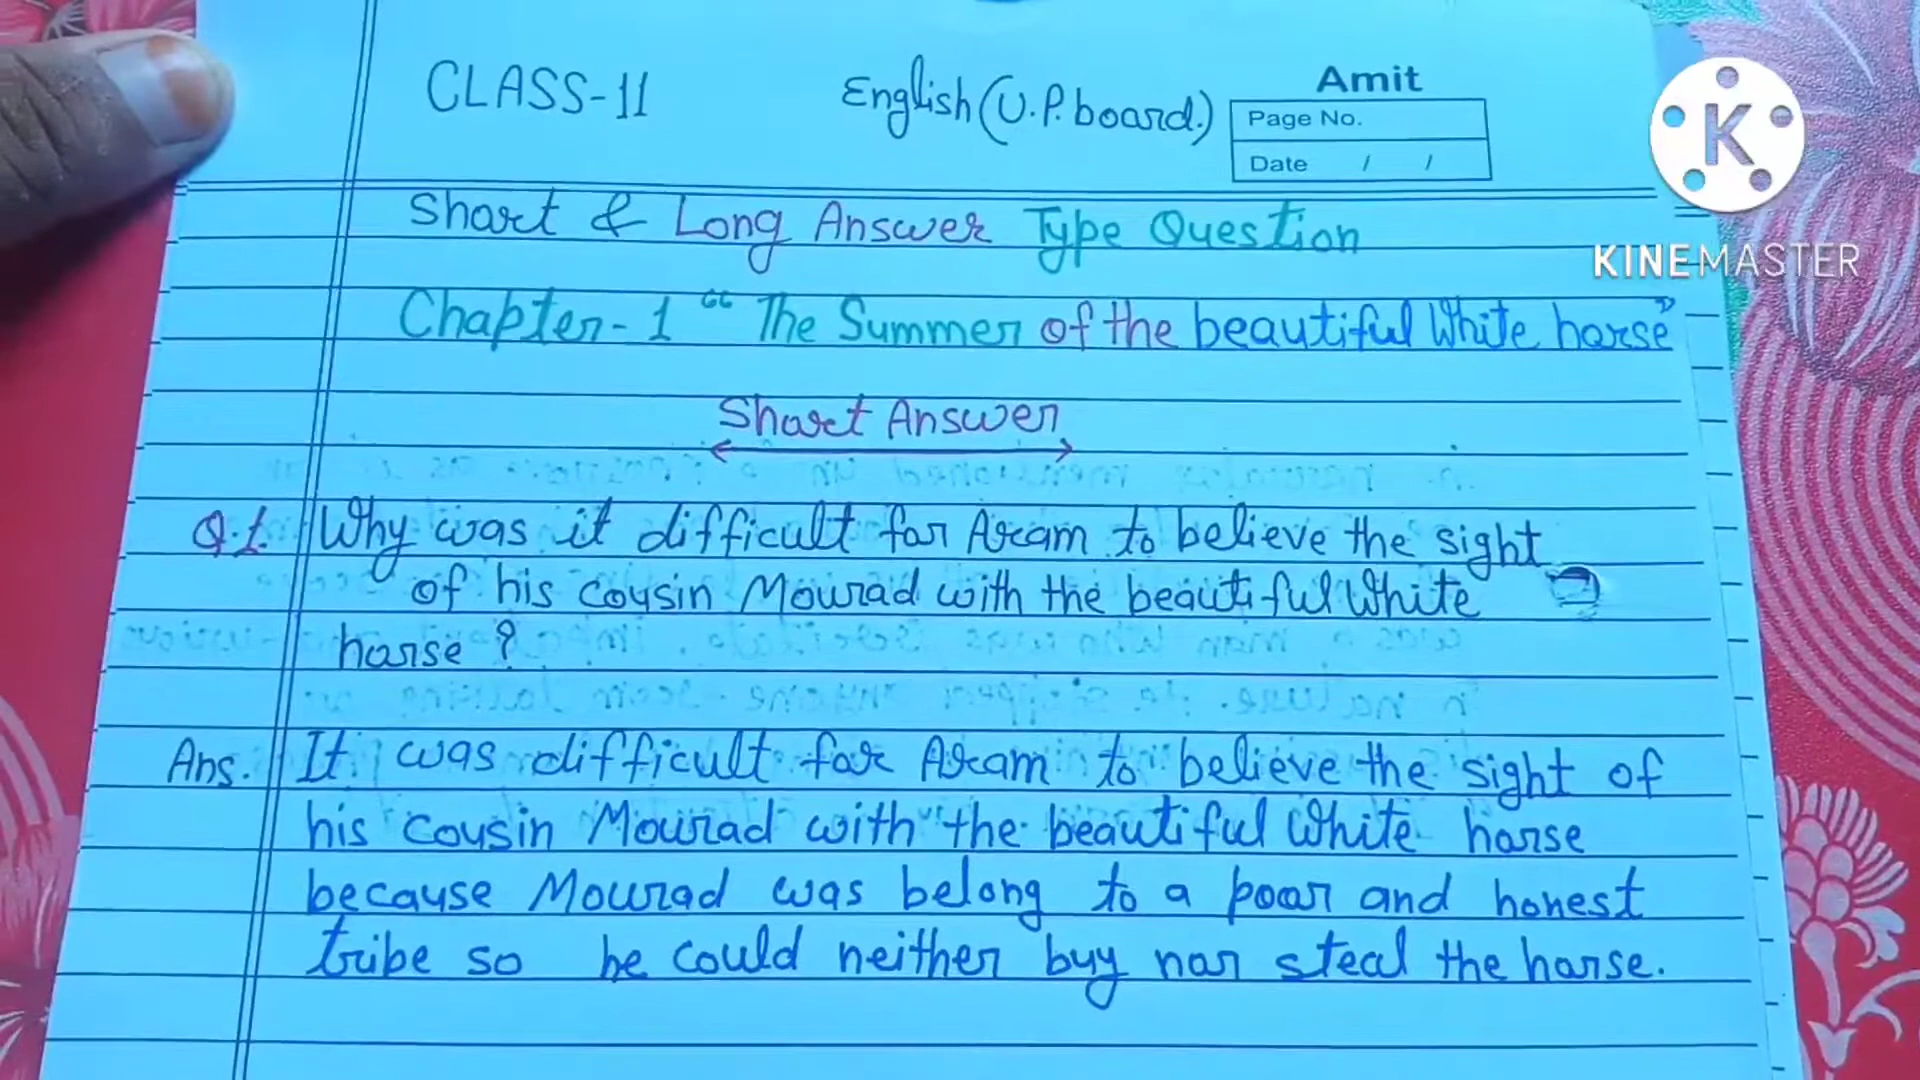 CLASS-11 English (U.P. board.)
Amit
Page No.
Date / /
KINEMASTER
Short & Long Answer Type Question
Chapter-1 "The Summer of the beautiful White horse"
Short Answer
Q.1. Why was it difficult for Aram to believe the sight
of his cousin Mourad with the beautiful White
horse ?
Ans. It was difficult for Aram to believe the sight of
his cousin Mourad with the beautiful White horse
because Mourad was belong to a poor and honest
tribe so he could neither buy nor steal the horse.